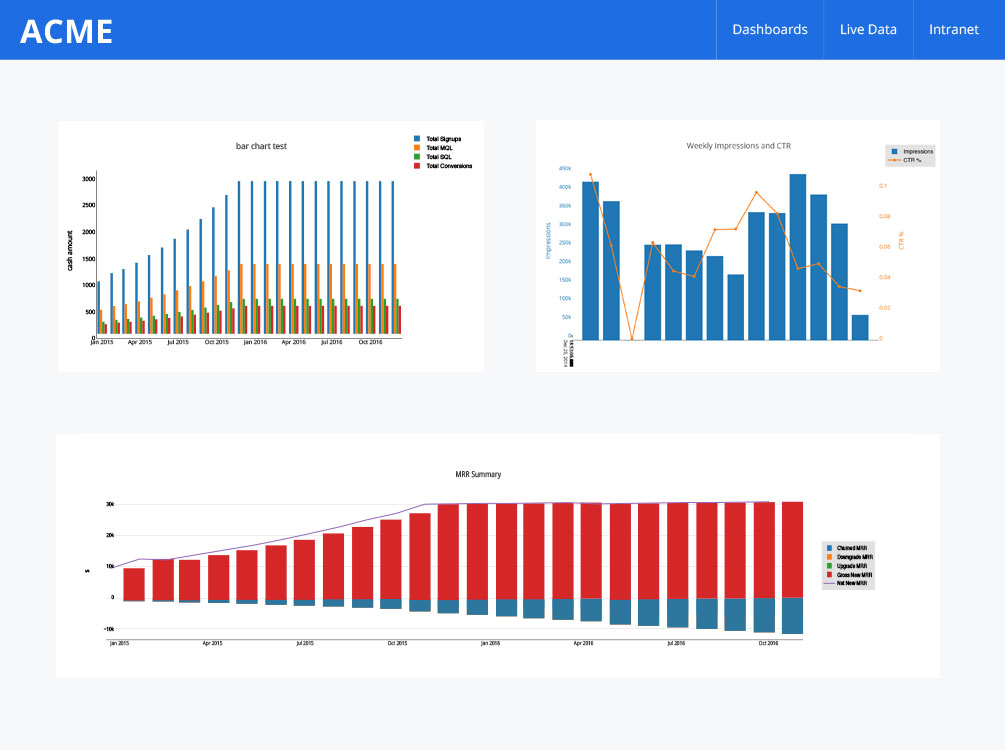 ACME
Dashboards
Live Data
Intranet
bar chart test
Total Signups
Total MQL
Total SQL
Total Conversions
cash amount
3000
2500
2000
1500
1000
500
0
Jan 2015
Apr 2015
Jul 2015
Oct 2015
Jan 2016
Apr 2016
Jul 2016
Oct 2016
Weekly Impressions and CTR
Impressions
CTR %
Impressions
450k
400k
350k
300k
250k
200k
150k
100k
50k
0
0.1
0.08
0.06
0.04
0.02
0
CTR %
MRR Summary
$
30k
20k
10k
0
−10k
Jan 2015
Apr 2015
Jul 2015
Oct 2015
Jan 2016
Apr 2016
Jul 2016
Oct 2016
Churned MRR
Downgrade MRR
Upgrade MRR
Gross New MRR
Net New MRR